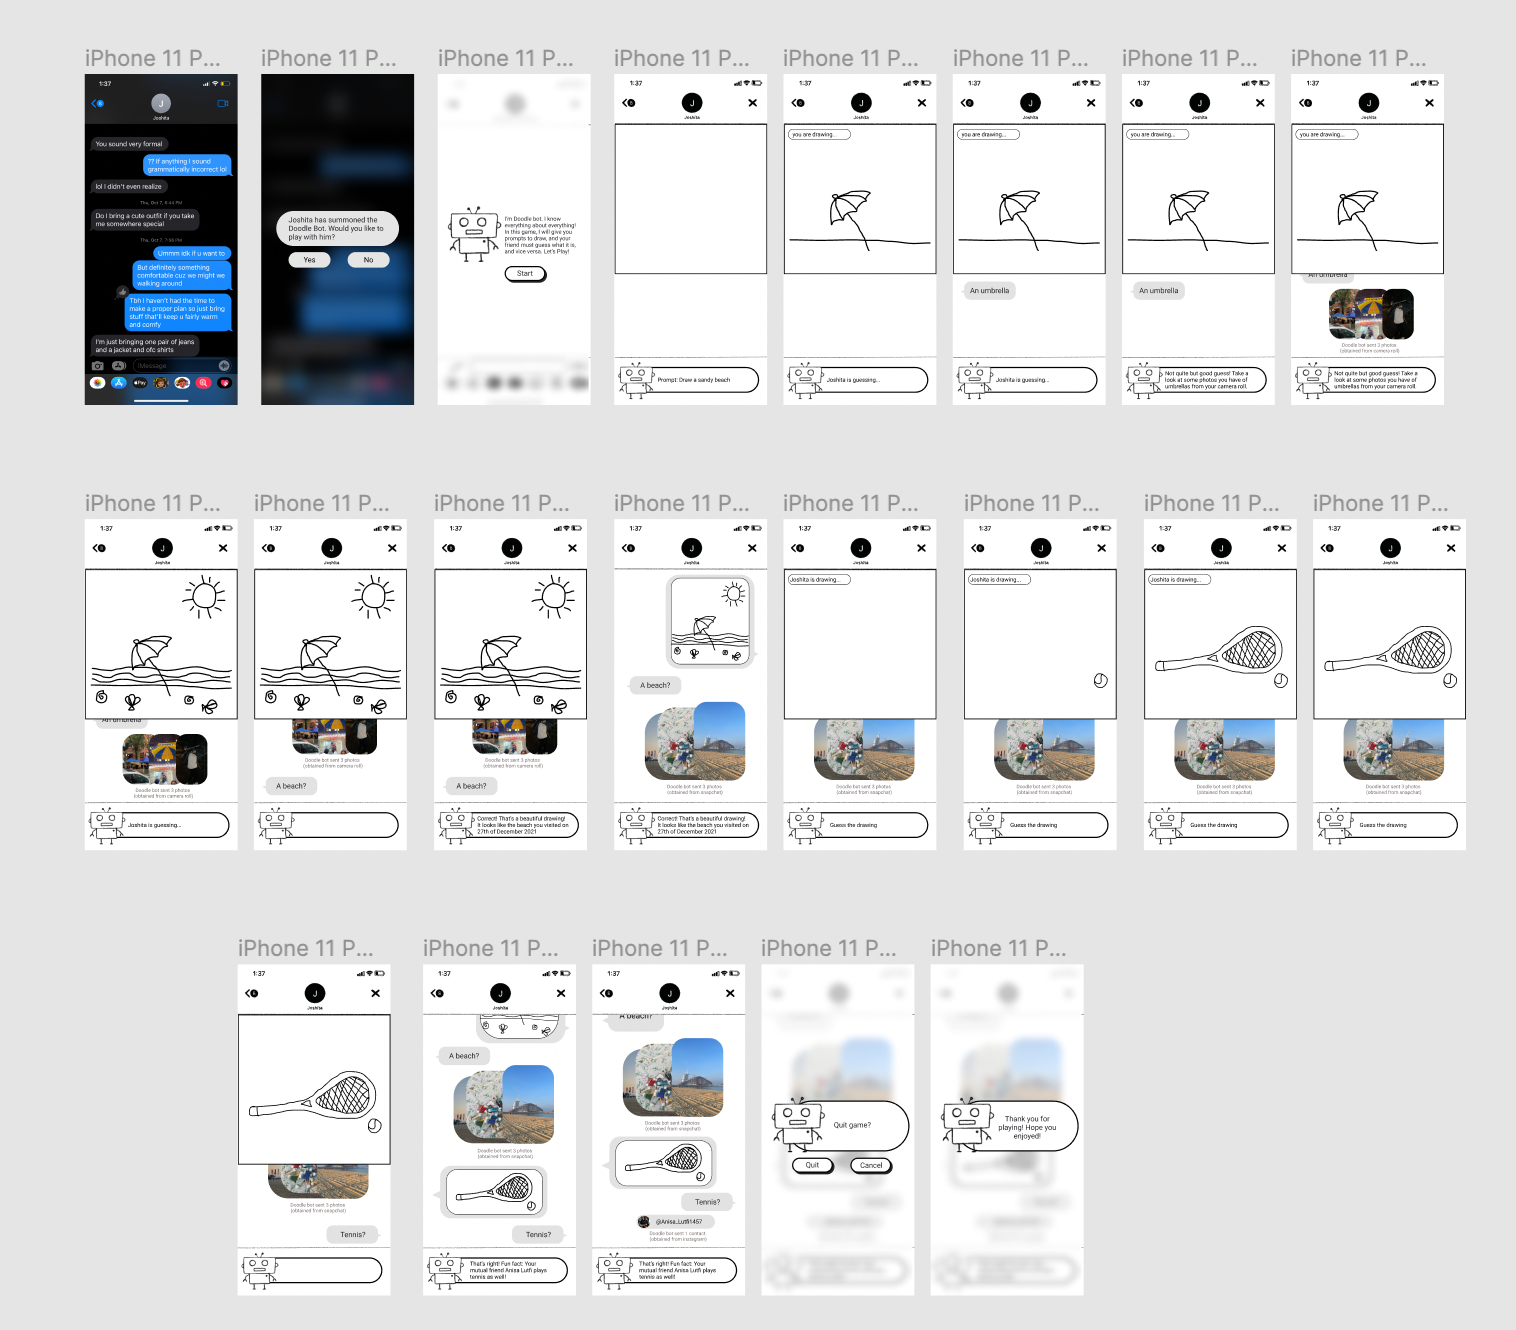 iPhone 11 P...
iPhone 11 P...
iPhone 11 P...
iPhone 11 P...
iPhone 11 P...
iPhone 11 P...
iPhone 11 P...
iPhone 11 P...
1:37
J
Joshita
You sound very formal
?? If anything I sound
grammatically incorrect lol
lol I didn't even realize
Thu, Oct 7, 6:44 PM
Do I bring a cute outfit if you take
me somewhere special
Thu, Oct 7, 7:56 PM
Ummm idk if u want to
But definitely something
comfortable cuz we might we
walking around
Tbh I haven't had the time to
make a proper plan so just bring
stuff that'll keep u fairly warm
and comfy
I'm just bringing one pair of jeans
and a jacket and ofc shirts
iMessage
Pay
Joshita has summoned the
Doodle Bot. Would you like to
play with him?
Yes
No
I'm Doodle bot. I know
everything about everything!
In this game, I will give you
prompts to draw, and your
friend must guess what it is,
and vice versa. Let's Play!
Start
1:37
J
Joshita
Prompt: Draw a sandy beach
1:37
J
Joshita
you are drawing...
Joshita is guessing...
1:37
J
Joshita
you are drawing...
An umbrella
Joshita is guessing...
1:37
J
Joshita
you are drawing...
An umbrella
Not quite but good guess! Take a
look at some photos you have of
umbrellas from your camera roll.
1:37
J
Joshita
you are drawing...
An umbrella
Doodle bot sent 3 photos
(obtained from camera roll)
Not quite but good guess! Take a
look at some photos you have of
umbrellas from your camera roll.
iPhone 11 P...
iPhone 11 P...
iPhone 11 P...
iPhone 11 P...
iPhone 11 P...
iPhone 11 P...
iPhone 11 P...
iPhone 11 P...
1:37
J
Joshita
An umbrella
Doodle bot sent 3 photos
(obtained from camera roll)
Joshita is guessing...
1:37
J
Joshita
Doodle bot sent 3 photos
(obtained from camera roll)
A beach?
1:37
J
Joshita
Doodle bot sent 3 photos
(obtained from camera roll)
A beach?
Correct! That's a beautiful drawing!
It looks like the beach you visited on
27th of December 2021
1:37
J
Joshita
A beach?
Doodle bot sent 3 photos
(obtained from snapchat)
Correct! That's a beautiful drawing!
It looks like the beach you visited on
27th of December 2021
1:37
J
Joshita
Joshita is drawing...
Doodle bot sent 3 photos
(obtained from snapchat)
Guess the drawing
1:37
J
Joshita
Joshita is drawing...
Doodle bot sent 3 photos
(obtained from snapchat)
Guess the drawing
1:37
J
Joshita
Joshita is drawing...
Doodle bot sent 3 photos
(obtained from snapchat)
Guess the drawing
1:37
J
Joshita
Doodle bot sent 3 photos
(obtained from snapchat)
Guess the drawing
iPhone 11 P...
iPhone 11 P...
iPhone 11 P...
iPhone 11 P...
iPhone 11 P...
1:37
J
Joshita
Doodle bot sent 3 photos
(obtained from snapchat)
Tennis?
1:37
J
Joshita
A beach?
Doodle bot sent 3 photos
(obtained from snapchat)
Tennis?
That's right! Fun fact: Your
mutual friend Anisa Lutfi plays
tennis as well!
1:37
J
Joshita
A beach?
Doodle bot sent 3 photos
(obtained from snapchat)
Tennis?
@Anisa_Lutfi1457
Doodle bot sent 1 contact
(obtained from instagram)
That's right! Fun fact: Your
mutual friend Anisa Lutfi plays
tennis as well!
Quit game?
Quit
Cancel
Thank you for
playing! Hope you
enjoyed!